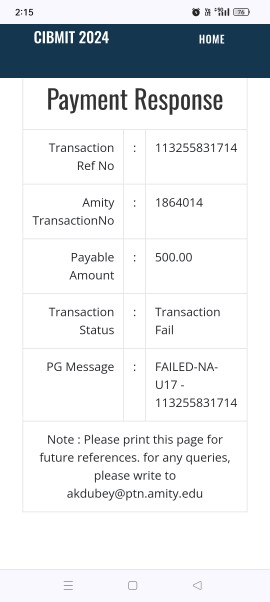 2:15
76
CIBMIT 2024
HOME
Payment Response
Transaction Ref No : 113255831714
Amity TransactionNo : 1864014
Payable Amount : 500.00
Transaction Status : Transaction Fail
PG Message : FAILED-NA-U17 - 113255831714
Note : Please print this page for
future references. for any queries,
please write to
akdubey@ptn.amity.edu